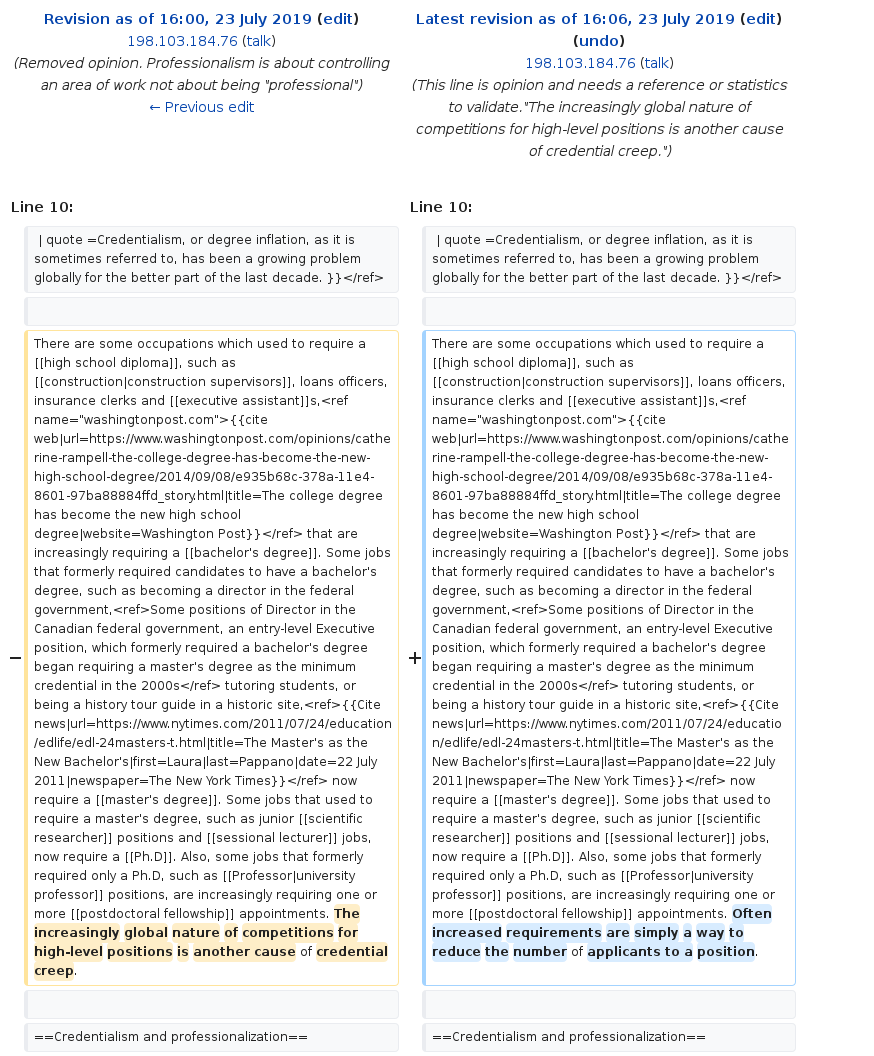 Revision as of 16:00, 23 July 2019 (edit)
198.103.184.76 (talk)
(Removed opinion. Professionalism is about controlling
an area of work not about being "professional")
← Previous edit
Latest revision as of 16:06, 23 July 2019 (edit)
(undo)
198.103.184.76 (talk)
(This line is opinion and needs a reference or statistics
to validate."The increasingly global nature of
competitions for high-level positions is another cause
of credential creep.")
Line 10:
Line 10:
| quote =Credentialism, or degree inflation, as it is
sometimes referred to, has been a growing problem
globally for the better part of the last decade. }}</ref>
| quote =Credentialism, or degree inflation, as it is
sometimes referred to, has been a growing problem
globally for the better part of the last decade. }}</ref>
−
There are some occupations which used to require a
[[high school diploma]], such as
[[construction|construction supervisors]], loans officers,
insurance clerks and [[executive assistant]]s,<ref
name="washingtonpost.com">{{cite
web|url=https://www.washingtonpost.com/opinions/cathe
rine-rampell-the-college-degree-has-become-the-new-
high-school-degree/2014/09/08/e935b68c-378a-11e4-
8601-97ba88884ffd_story.html|title=The college degree
has become the new high school
degree|website=Washington Post}}</ref> that are
increasingly requiring a [[bachelor's degree]]. Some jobs
that formerly required candidates to have a bachelor's
degree, such as becoming a director in the federal
government,<ref>Some positions of Director in the
Canadian federal government, an entry-level Executive
position, which formerly required a bachelor's degree
began requiring a master's degree as the minimum
credential in the 2000s</ref> tutoring students, or
being a history tour guide in a historic site,<ref>{{Cite
news|url=https://www.nytimes.com/2011/07/24/education
/edlife/edl-24masters-t.html|title=The Master's as the
New Bachelor's|first=Laura|last=Pappano|date=22 July
2011|newspaper=The New York Times}}</ref> now
require a [[master's degree]]. Some jobs that used to
require a master's degree, such as junior [[scientific
researcher]] positions and [[sessional lecturer]] jobs,
now require a [[Ph.D]]. Also, some jobs that formerly
required only a Ph.D, such as [[Professor|university
professor]] positions, are increasingly requiring one or
more [[postdoctoral fellowship]] appointments. The
increasingly global nature of competitions for
high-level positions is another cause of credential
creep.
+
There are some occupations which used to require a
[[high school diploma]], such as
[[construction|construction supervisors]], loans officers,
insurance clerks and [[executive assistant]]s,<ref
name="washingtonpost.com">{{cite
web|url=https://www.washingtonpost.com/opinions/cathe
rine-rampell-the-college-degree-has-become-the-new-
high-school-degree/2014/09/08/e935b68c-378a-11e4-
8601-97ba88884ffd_story.html|title=The college degree
has become the new high school
degree|website=Washington Post}}</ref> that are
increasingly requiring a [[bachelor's degree]]. Some jobs
that formerly required candidates to have a bachelor's
degree, such as becoming a director in the federal
government,<ref>Some positions of Director in the
Canadian federal government, an entry-level Executive
position, which formerly required a bachelor's degree
began requiring a master's degree as the minimum
credential in the 2000s</ref> tutoring students, or
being a history tour guide in a historic site,<ref>{{Cite
news|url=https://www.nytimes.com/2011/07/24/educatio
n/edlife/edl-24masters-t.html|title=The Master's as the
New Bachelor's|first=Laura|last=Pappano|date=22 July
2011|newspaper=The New York Times}}</ref> now
require a [[master's degree]]. Some jobs that used to
require a master's degree, such as junior [[scientific
researcher]] positions and [[sessional lecturer]] jobs,
now require a [[Ph.D]]. Also, some jobs that formerly
required only a Ph.D, such as [[Professor|university
professor]] positions, are increasingly requiring one or
more [[postdoctoral fellowship]] appointments. Often
increased requirements are simply a way to
reduce the number of applicants to a position.
==Credentialism and professionalization==
==Credentialism and professionalization==